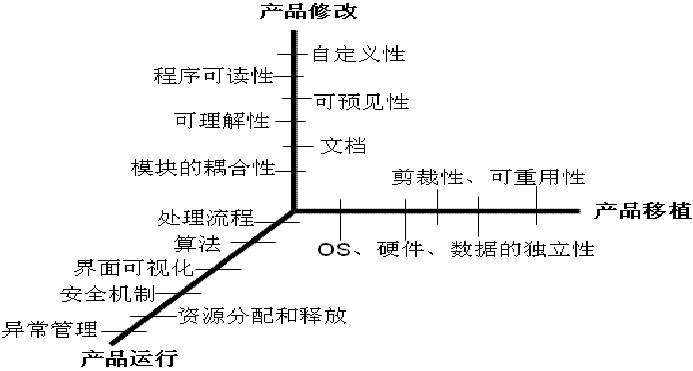 产品修改
自定义性
程序可读性
可预见性
可理解性
文档
模块的耦合性
剪裁性、可重用性
产品移植
处理流程
OS、硬件、数据的独立性
算法
界面可视化
安全机制
资源分配和释放
异常管理
产品运行